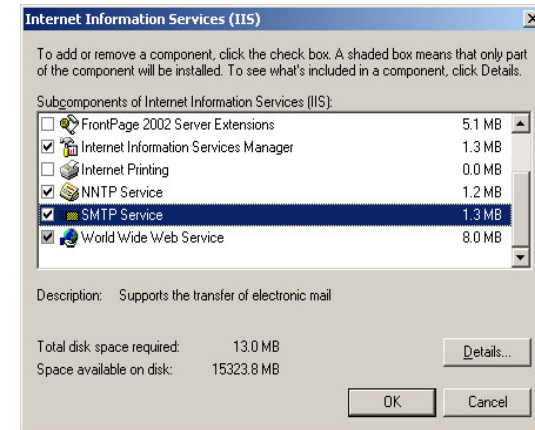 Internet Information Services (IIS)
To add or remove a component, click the check box. A shaded box means that only part
of the component will be installed. To see what's included in a component, click Details.
Subcomponents of Internet Information Services (IIS):
FrontPage 2002 Server Extensions 5.1 MB
Internet Information Services Manager 1.3 MB
Internet Printing 0.0 MB
NNTP Service 1.2 MB
SMTP Service 1.3 MB
World Wide Web Service 8.0 MB
Description: Supports the transfer of electronic mail
Total disk space required: 13.0 MB
Space available on disk: 15323.8 MB
Details...
OK Cancel